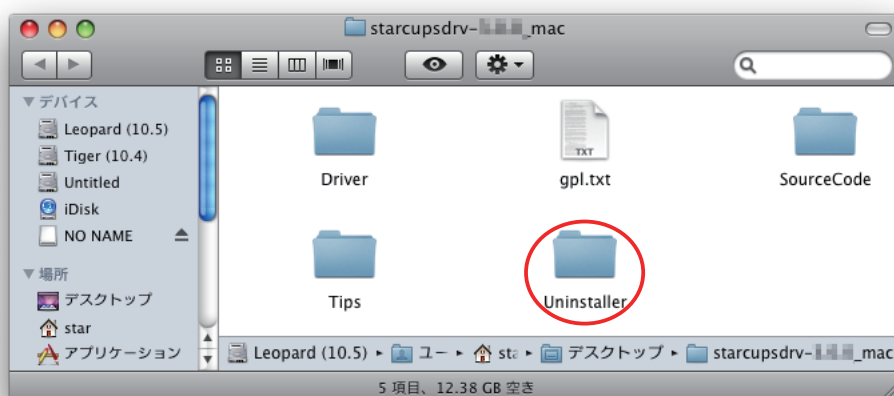 starcupsdrv- _mac
デバイス
Leopard (10.5)
Tiger (10.4)
Untitled
iDisk
NO NAME
場所
デスクトップ
star
アプリケーション
Driver
gpl.txt
SourceCode
TXT
Tips
Uninstaller
Leopard (10.5) ▸ ユー ▸ sta ▸ デスクトップ ▸ starcupsdrv- _mac
5 項目、12.38 GB 空き